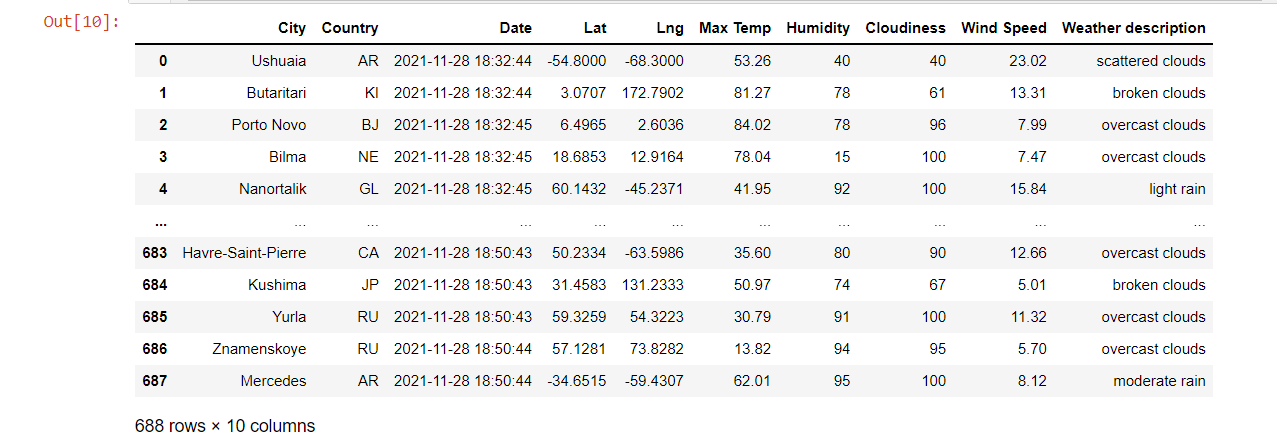 Out[10]:
City Country Date Lat Lng Max Temp Humidity Cloudiness Wind Speed Weather description
0 Ushuaia AR 2021-11-28 18:32:44 -54.8000 -68.3000 53.26 40 40 23.02 scattered clouds
1 Butaritari KI 2021-11-28 18:32:44 3.0707 172.7902 81.27 78 61 13.31 broken clouds
2 Porto Novo BJ 2021-11-28 18:32:45 6.4965 2.6036 84.02 78 96 7.99 overcast clouds
3 Bilma NE 2021-11-28 18:32:45 18.6853 12.9164 78.04 15 100 7.47 overcast clouds
4 Nanortalik GL 2021-11-28 18:32:45 60.1432 -45.2371 41.95 92 100 15.84 light rain
... ... ... ... ... ... ... ... ... ... ...
683 Havre-Saint-Pierre CA 2021-11-28 18:50:43 50.2334 -63.5986 35.60 80 90 12.66 overcast clouds
684 Kushima JP 2021-11-28 18:50:43 31.4583 131.2333 50.97 74 67 5.01 broken clouds
685 Yurla RU 2021-11-28 18:50:43 59.3259 54.3223 30.79 91 100 11.32 overcast clouds
686 Znamenskoye RU 2021-11-28 18:50:44 57.1281 73.8282 13.82 94 95 5.70 overcast clouds
687 Mercedes AR 2021-11-28 18:50:44 -34.6515 -59.4307 62.01 95 100 8.12 moderate rain
688 rows × 10 columns